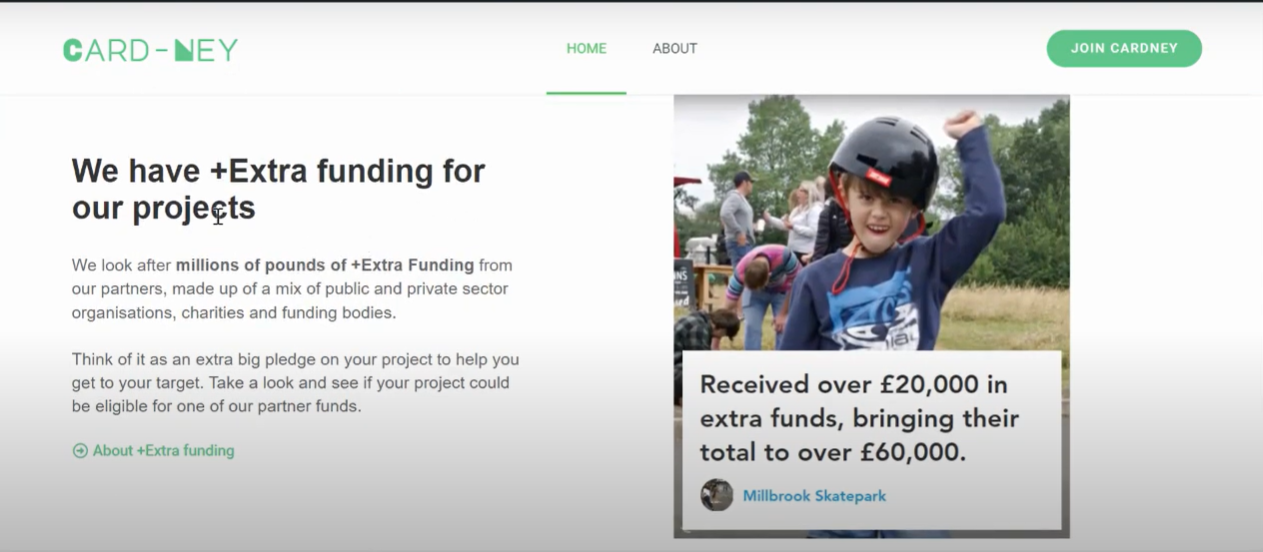 CARD-NEY
HOME
ABOUT
JOIN CARDNEY
We have +Extra funding for
our projects
We look after millions of pounds of +Extra Funding from
our partners, made up of a mix of public and private sector
organisations, charities and funding bodies.
Think of it as an extra big pledge on your project to help you
get to your target. Take a look and see if your project could
be eligible for one of our partner funds.
About +Extra funding
Received over £20,000 in
extra funds, bringing their
total to over £60,000.
Millbrook Skatepark